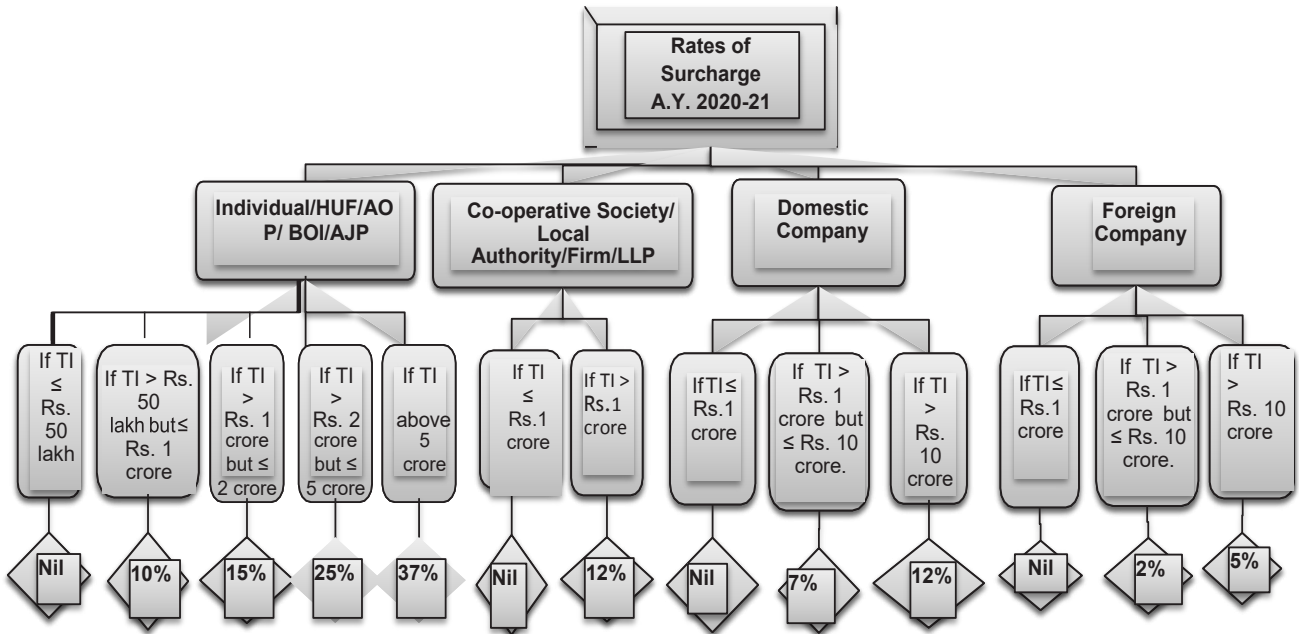 Rates of
Surcharge
A.Y. 2020-21
Individual/HUF/AO
P/ BOI/AJP
Co-operative Society/
Local
Authority/Firm/LLP
Domestic
Company
Foreign
Company
If TI
≤
Rs.
50
lakh
If TI > Rs.
50
lakh but≤
Rs. 1
crore
If TI
>
Rs. 1
crore
but ≤
2 crore
If TI
>
Rs. 2
crore
but ≤
5 crore
If TI
above
5
crore
If TI
≤
Rs.1
crore
If TI >
Rs.1
crore
If TI ≤
Rs.1
crore
If TI >
Rs. 1
crore but
≤ Rs. 10
crore.
If TI
>
Rs.
10
crore
If TI ≤
Rs.1
crore
If TI >
Rs. 1
crore but
≤ Rs. 10
crore.
If TI
>
Rs. 10
crore
Nil
10%
15%
25%
37%
Nil
12%
Nil
7%
12%
Nil
2%
5%